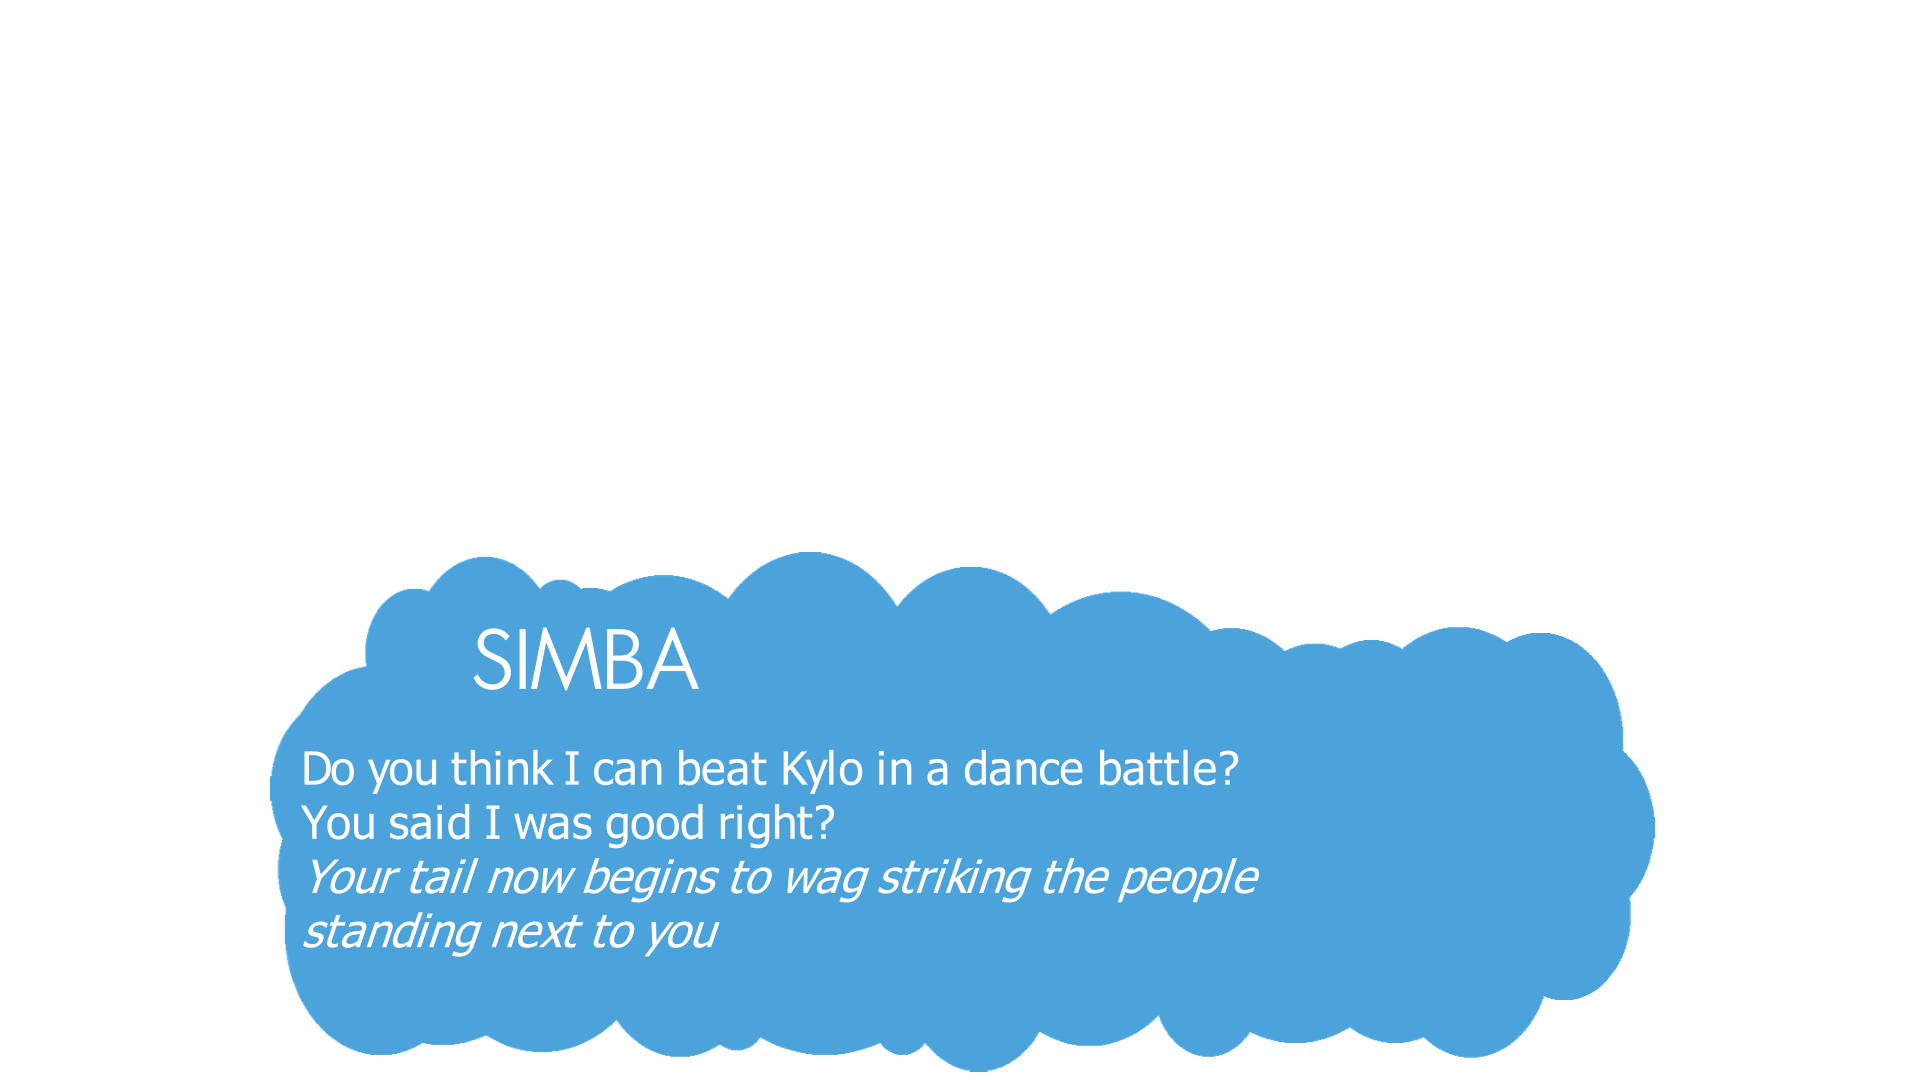 SIMBA
Do you think I can beat Kylo in a dance battle?
You said I was good right?
Your tail now begins to wag striking the people
standing next to you